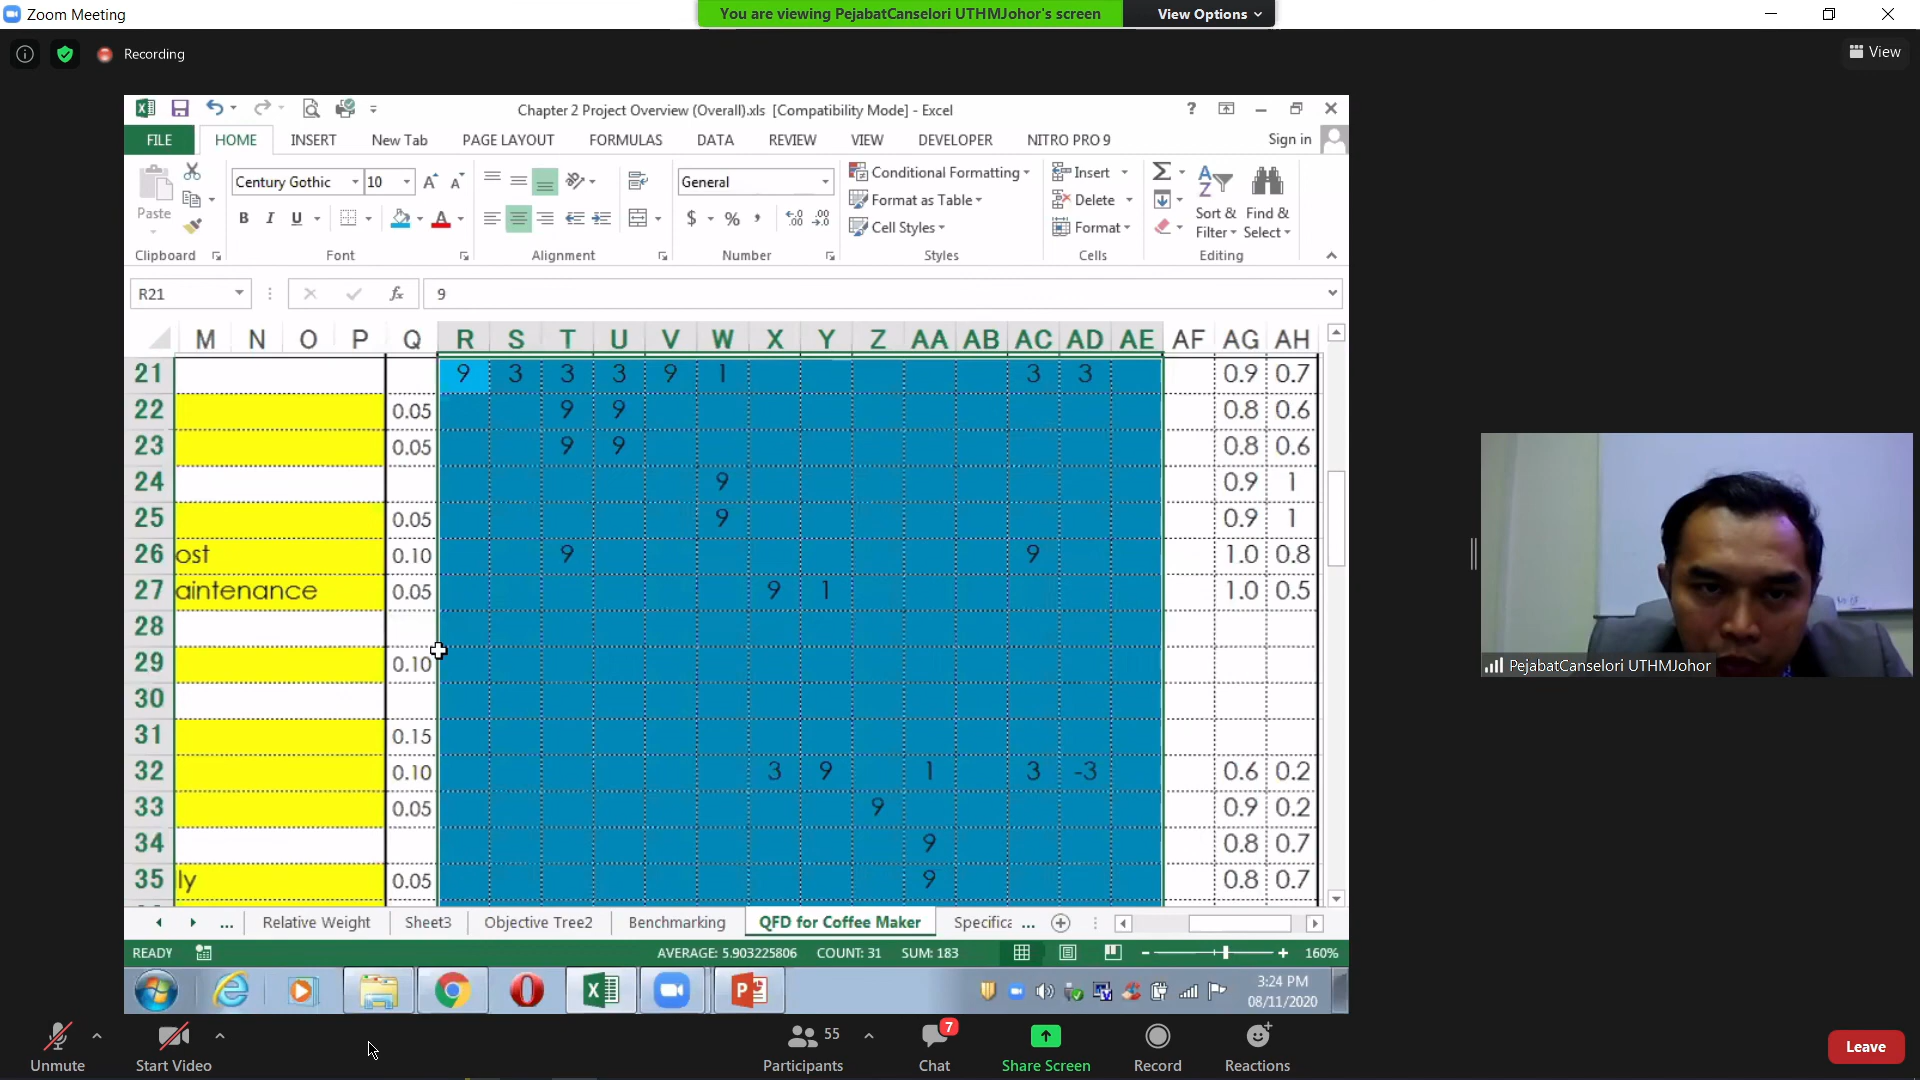 Zoom Meeting
You are viewing PejabatCanselori UTHMJohor's screen
View Options
Recording
View
Chapter 2 Project Overview (Overall).xls [Compatibility Mode] - Excel
FILE HOME INSERT New Tab PAGE LAYOUT FORMULAS DATA REVIEW VIEW DEVELOPER NITRO PRO 9 Sign in
Paste
Clipboard
Century Gothic 10
B I U
Font
Alignment
General
$ % ,
Number
Conditional Formatting
Format as Table
Cell Styles
Styles
Insert
Delete
Format
Cells
Sort & Filter
Find & Select
Editing
R21 fx 9
M N O P Q R S T U V W X Y Z AA AB AC AD AE AF AG AH
21 9 3 3 3 9 1 3 3 0.9 0.7
22 0.05 9 9 0.8 0.6
23 0.05 9 9 0.8 0.6
24 9 0.9 1
25 0.05 9 0.9 1
26 ost 0.10 9 9 1.0 0.8
27 aintenance 0.05 9 1 1.0 0.5
28
29 0.10
30
31 0.15
32 0.10 3 9 1 3 -3 0.6 0.2
33 0.05 9 0.9 0.2
34 9 0.8 0.7
35 ly 0.05 9 0.8 0.7
... Relative Weight Sheet3 Objective Tree2 Benchmarking QFD for Coffee Maker Specifica ...
READY AVERAGE: 5.903225806 COUNT: 31 SUM: 183 160%
3:24 PM
08/11/2020
PejabatCanselori UTHMJohor
Unmute
Start Video
55
Participants
7
Chat
Share Screen
Record
Reactions
Leave